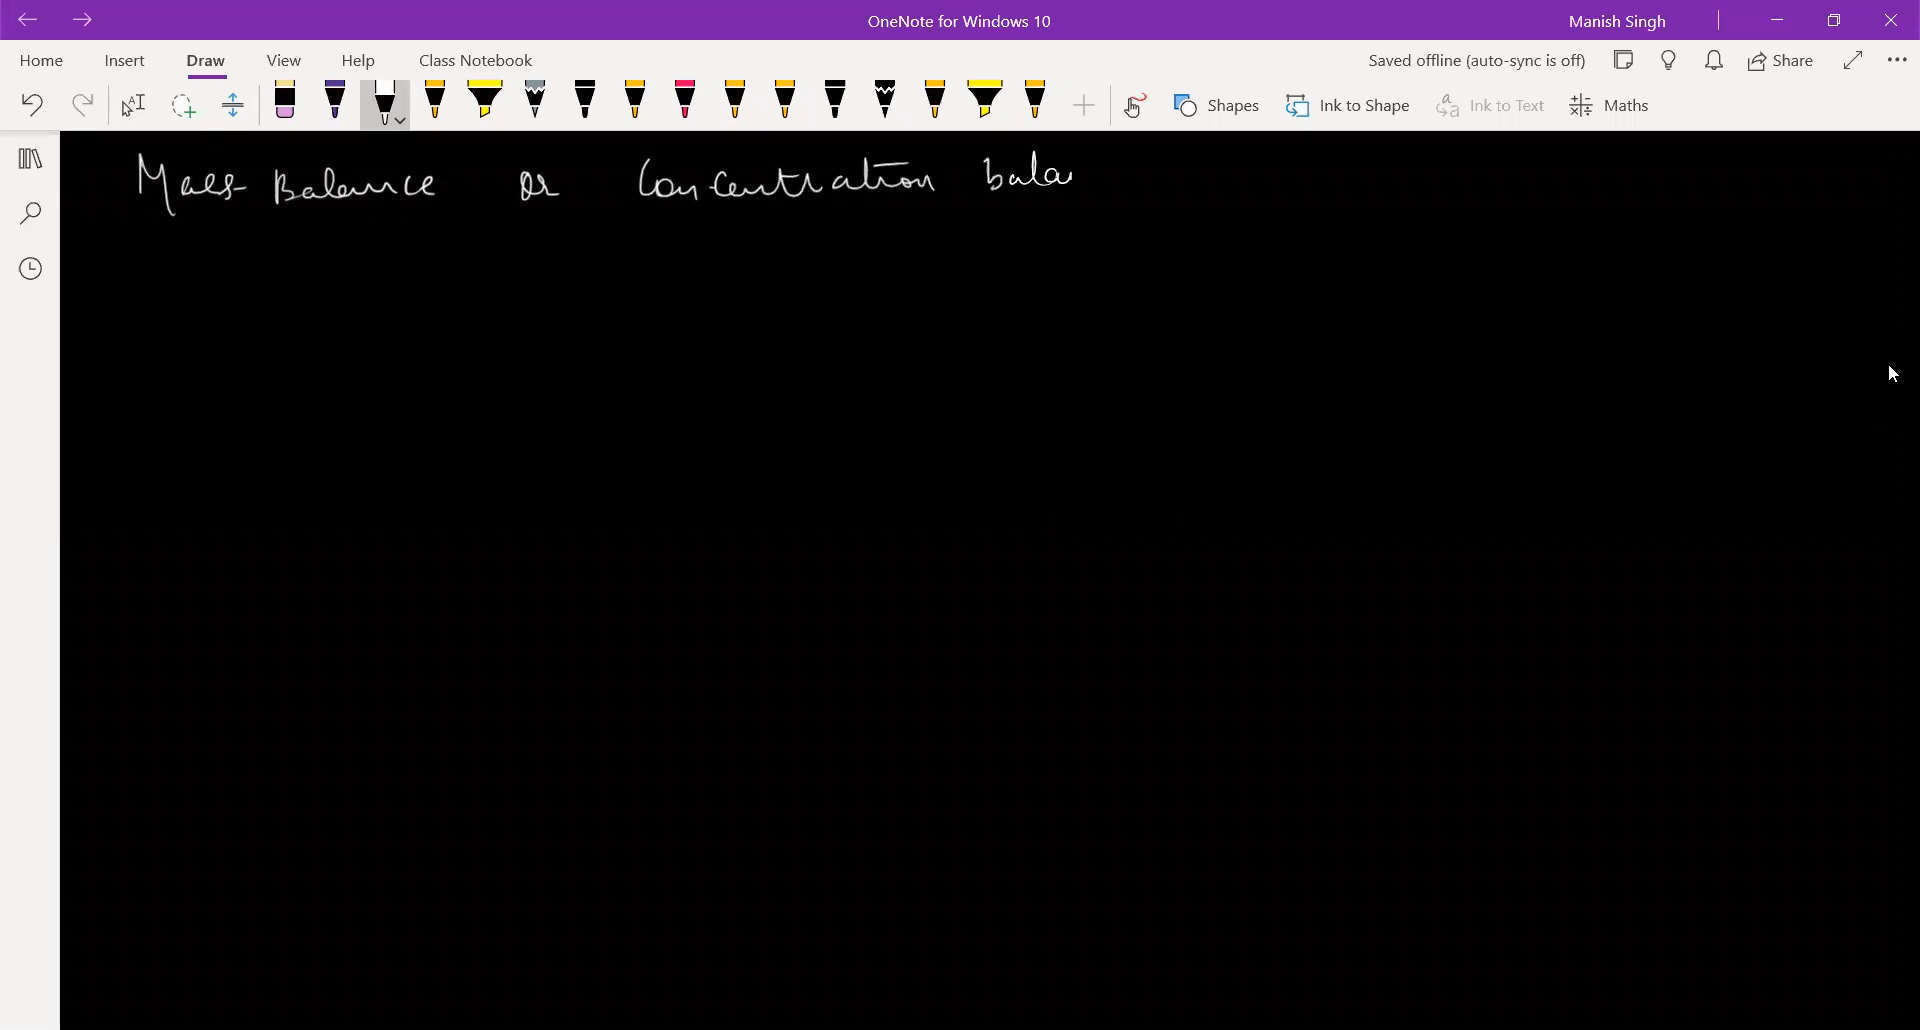 OneNote for Windows 10
Manish Singh
Home Insert Draw View Help Class Notebook
Saved offline (auto-sync is off) Share
Shapes Ink to Shape Ink to Text Maths
Mass Balance or Concentration bala